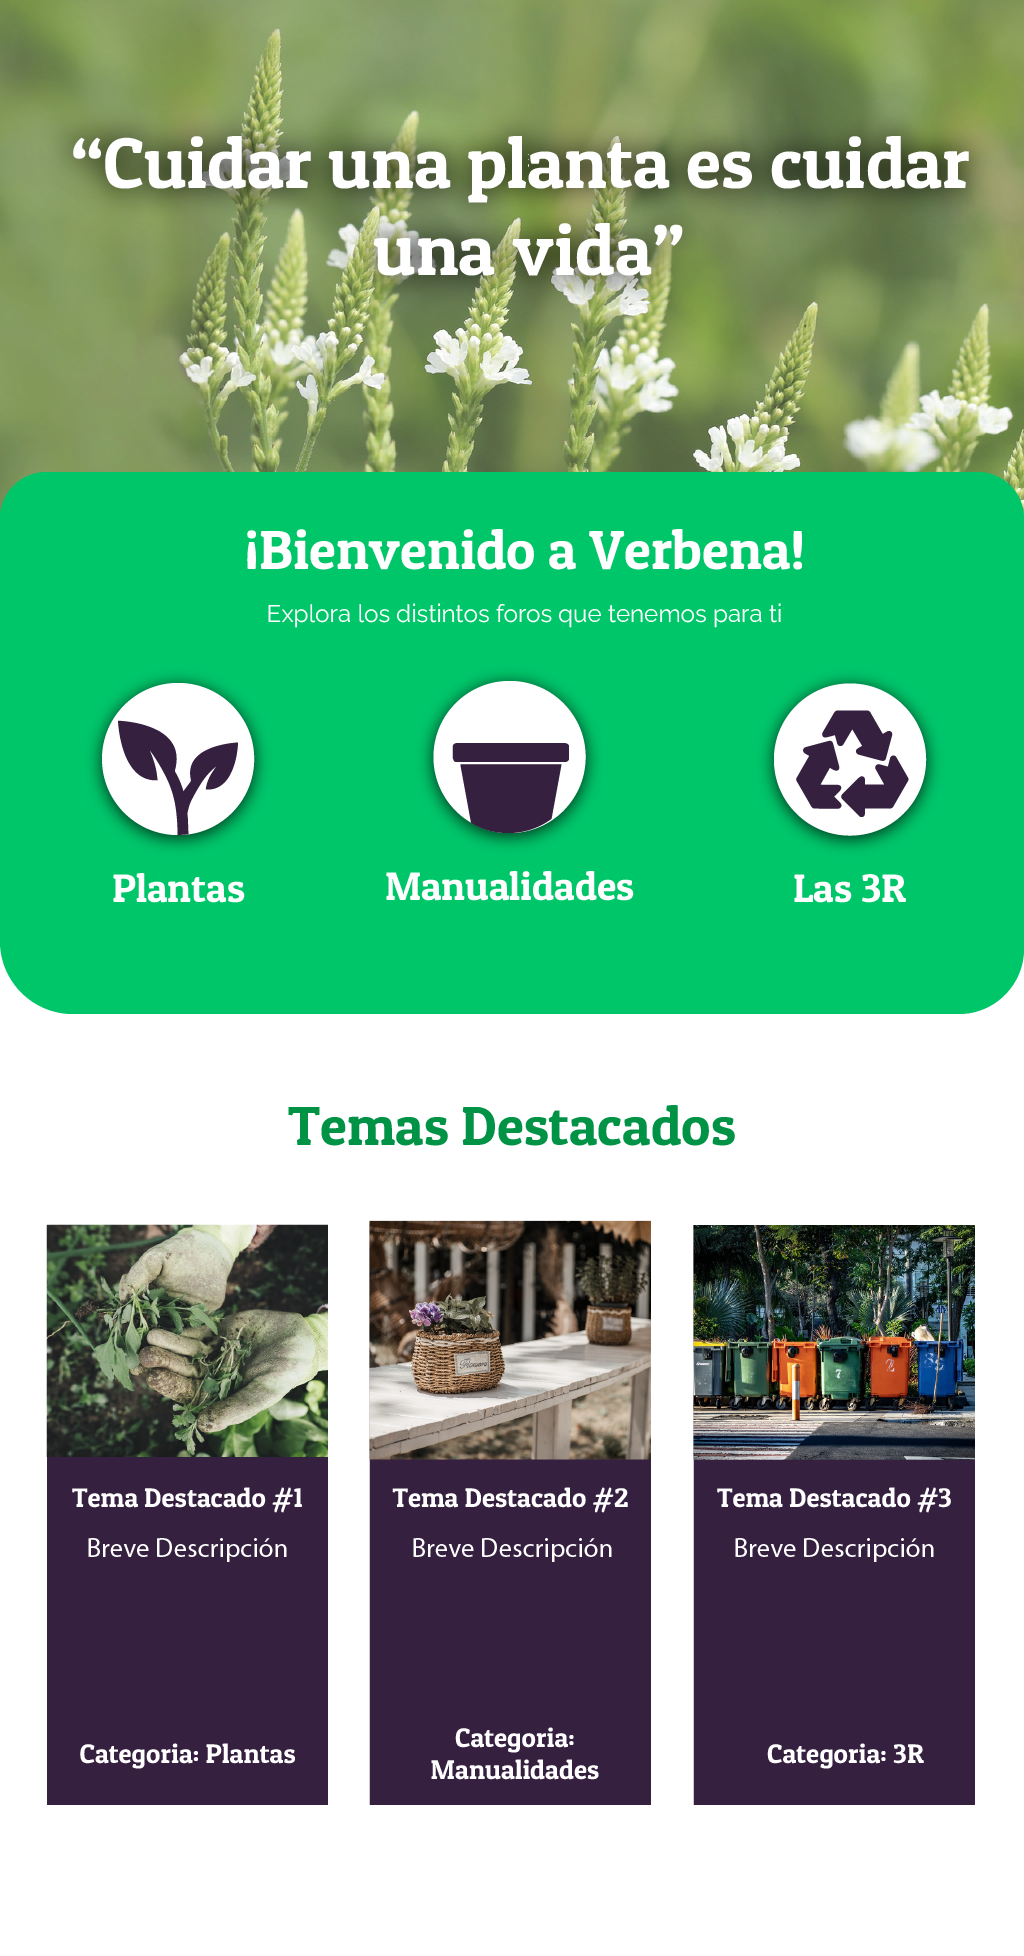 “Cuidar una planta es cuidar
una vida”
¡Bienvenido a Verbena!
Explora los distintos foros que tenemos para ti
Plantas
Manualidades
Las 3R
Temas Destacados
Flowers
Tema Destacado #1
Breve Descripción
Categoria: Plantas
Tema Destacado #2
Breve Descripción
Categoria:
Manualidades
Tema Destacado #3
Breve Descripción
Categoria: 3R